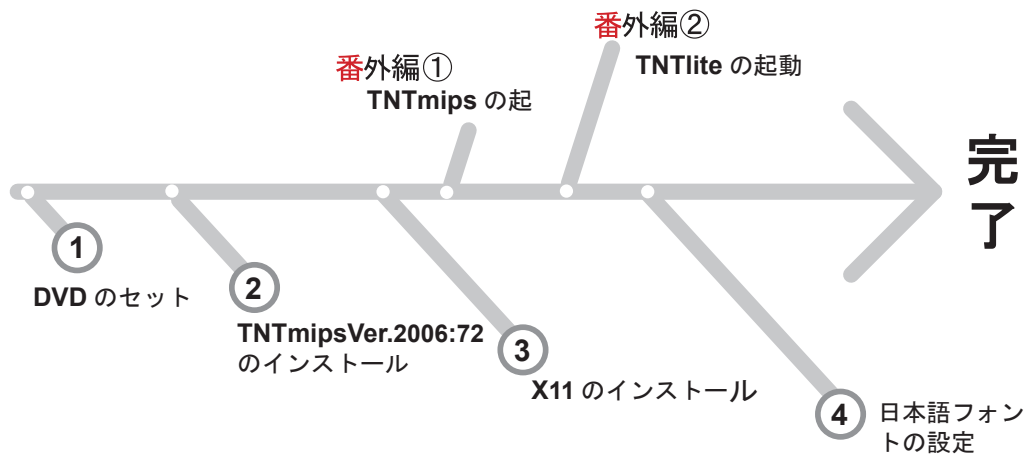 番外編②
TNTlite の起動
番外編①
TNTmips の起
完
了
1
DVD のセット
2
TNTmipsVer.2006:72
のインストール
3
X11 のインストール
4
日本語フォン
トの設定